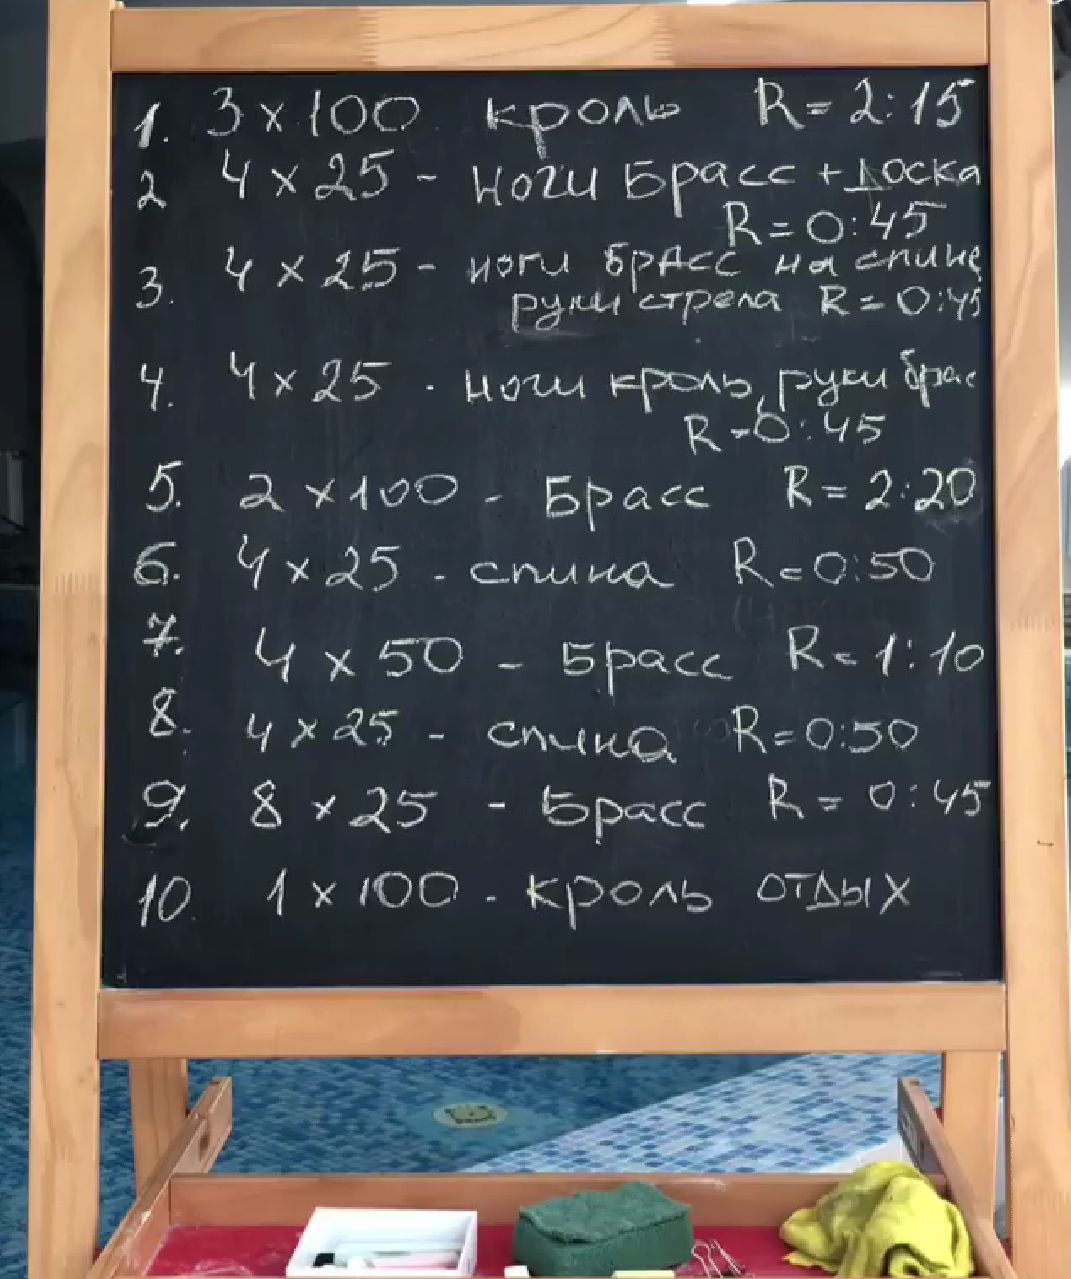 1. 3 x 100 кроль R = 2:15
2 4 x 25 - ноги Брасс + Доска
R = 0:45
3. 4 x 25 - ноги брасс на спине
руки стрела R = 0:45
4. 4 x 25 - ноги кроль, руки брас
R = 0:45
5. 2 x 100 - Брасс R = 2:20
6. 4 x 25 - спина R = 0:50
7. 4 x 50 - Брасс R = 1:10
8. 4 x 25 - спина R = 0:50
9. 8 x 25 - Брасс R = 0:45
10. 1 x 100 - кроль отдых